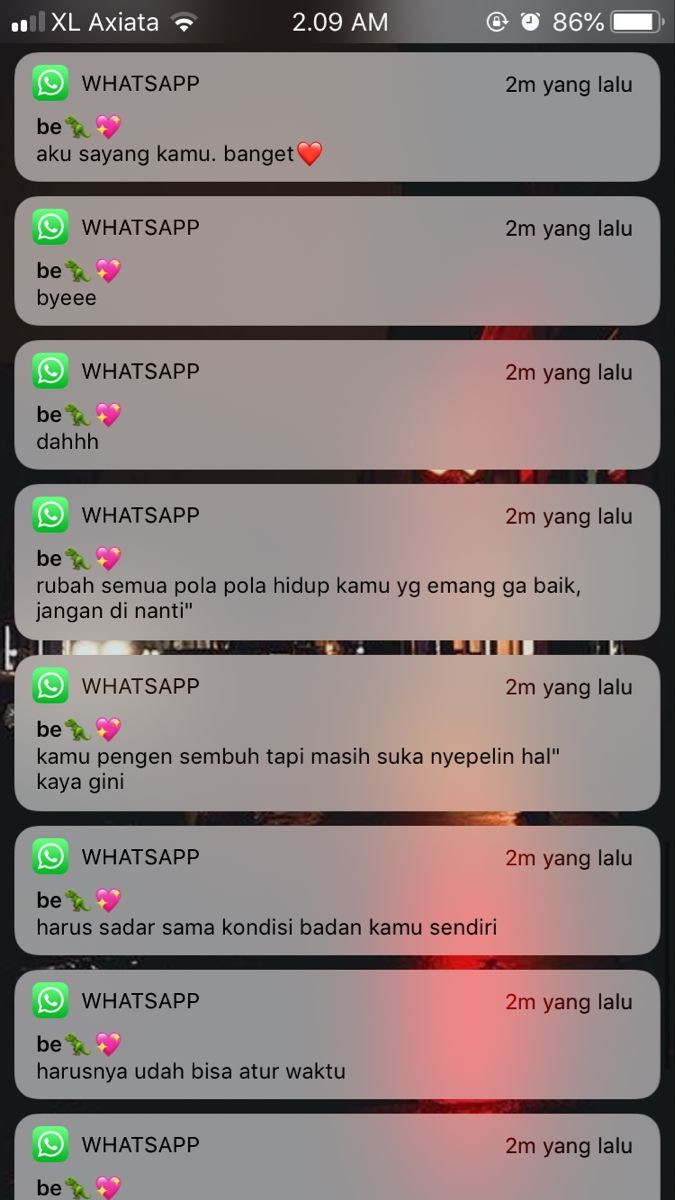 XL Axiata 2.09 AM 86%
WHATSAPP 2m yang lalu
be🦖💖
aku sayang kamu. banget❤️
WHATSAPP 2m yang lalu
be🦖💖
byeee
WHATSAPP 2m yang lalu
be🦖💖
dahhh
WHATSAPP 2m yang lalu
be🦖💖
rubah semua pola pola hidup kamu yg emang ga baik,
jangan di nanti"
WHATSAPP 2m yang lalu
be🦖💖
kamu pengen sembuh tapi masih suka nyepelin hal"
kaya gini
WHATSAPP 2m yang lalu
be🦖💖
harus sadar sama kondisi badan kamu sendiri
WHATSAPP 2m yang lalu
be🦖💖
harusnya udah bisa atur waktu
WHATSAPP 2m yang lalu
be🦖💖